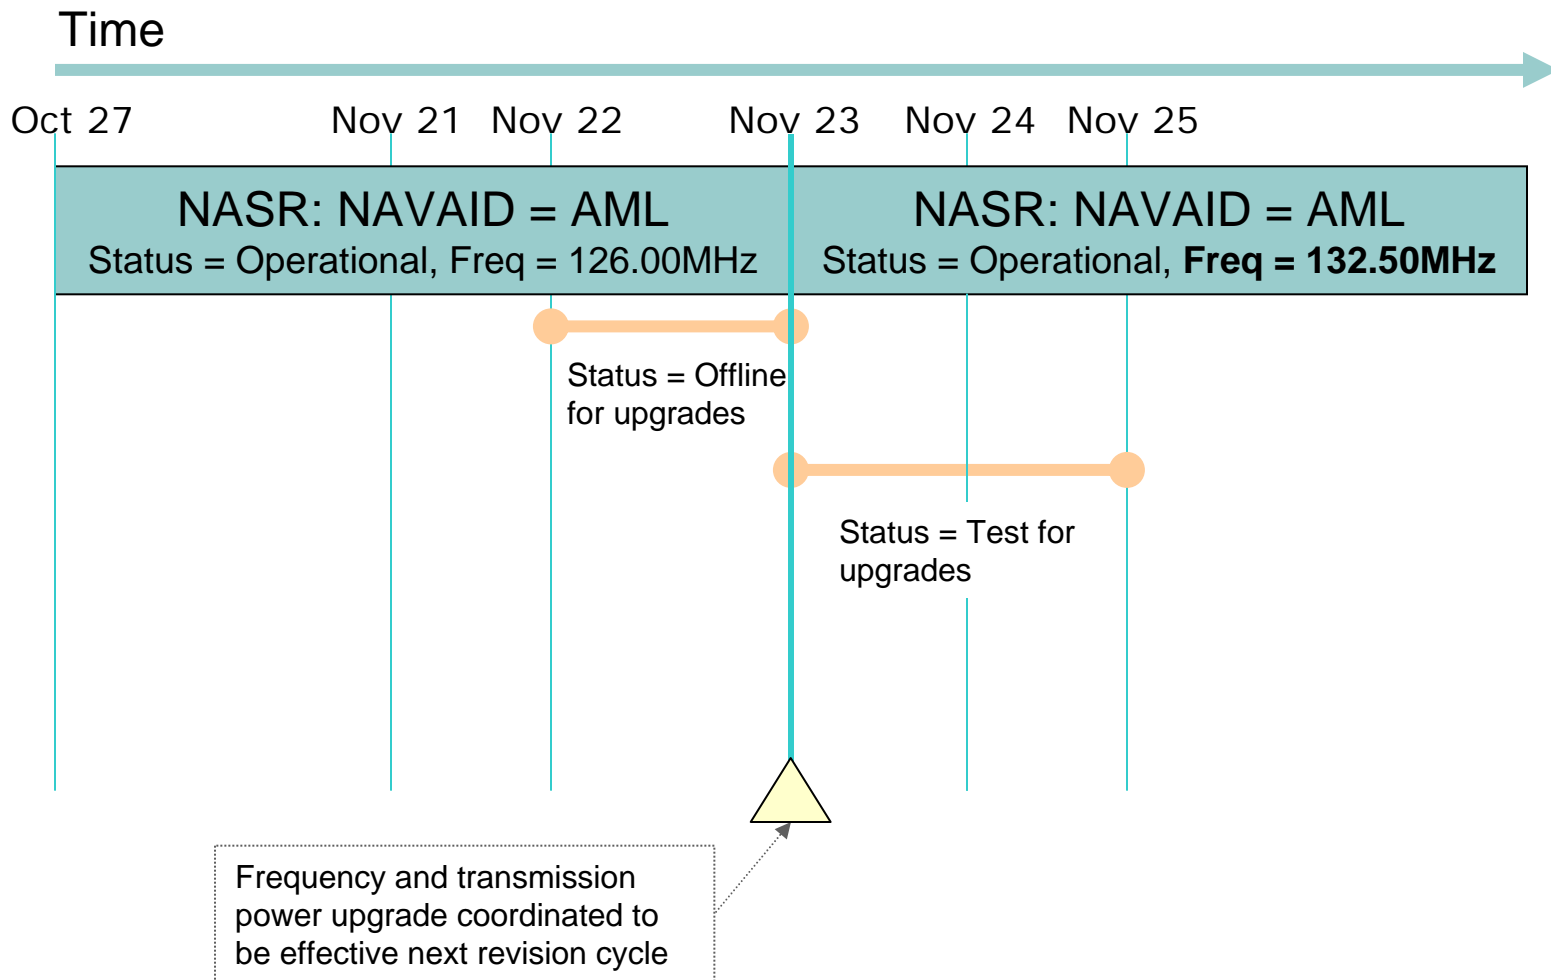 Time
Oct 27
Nov 21
Nov 22
Nov 23
Nov 24
Nov 25
NASR: NAVAID = AML
Status = Operational, Freq = 126.00MHz
NASR: NAVAID = AML
Status = Operational, Freq = 132.50MHz
Status = Offline
for upgrades
Status = Test for
upgrades
Frequency and transmission
power upgrade coordinated to
be effective next revision cycle